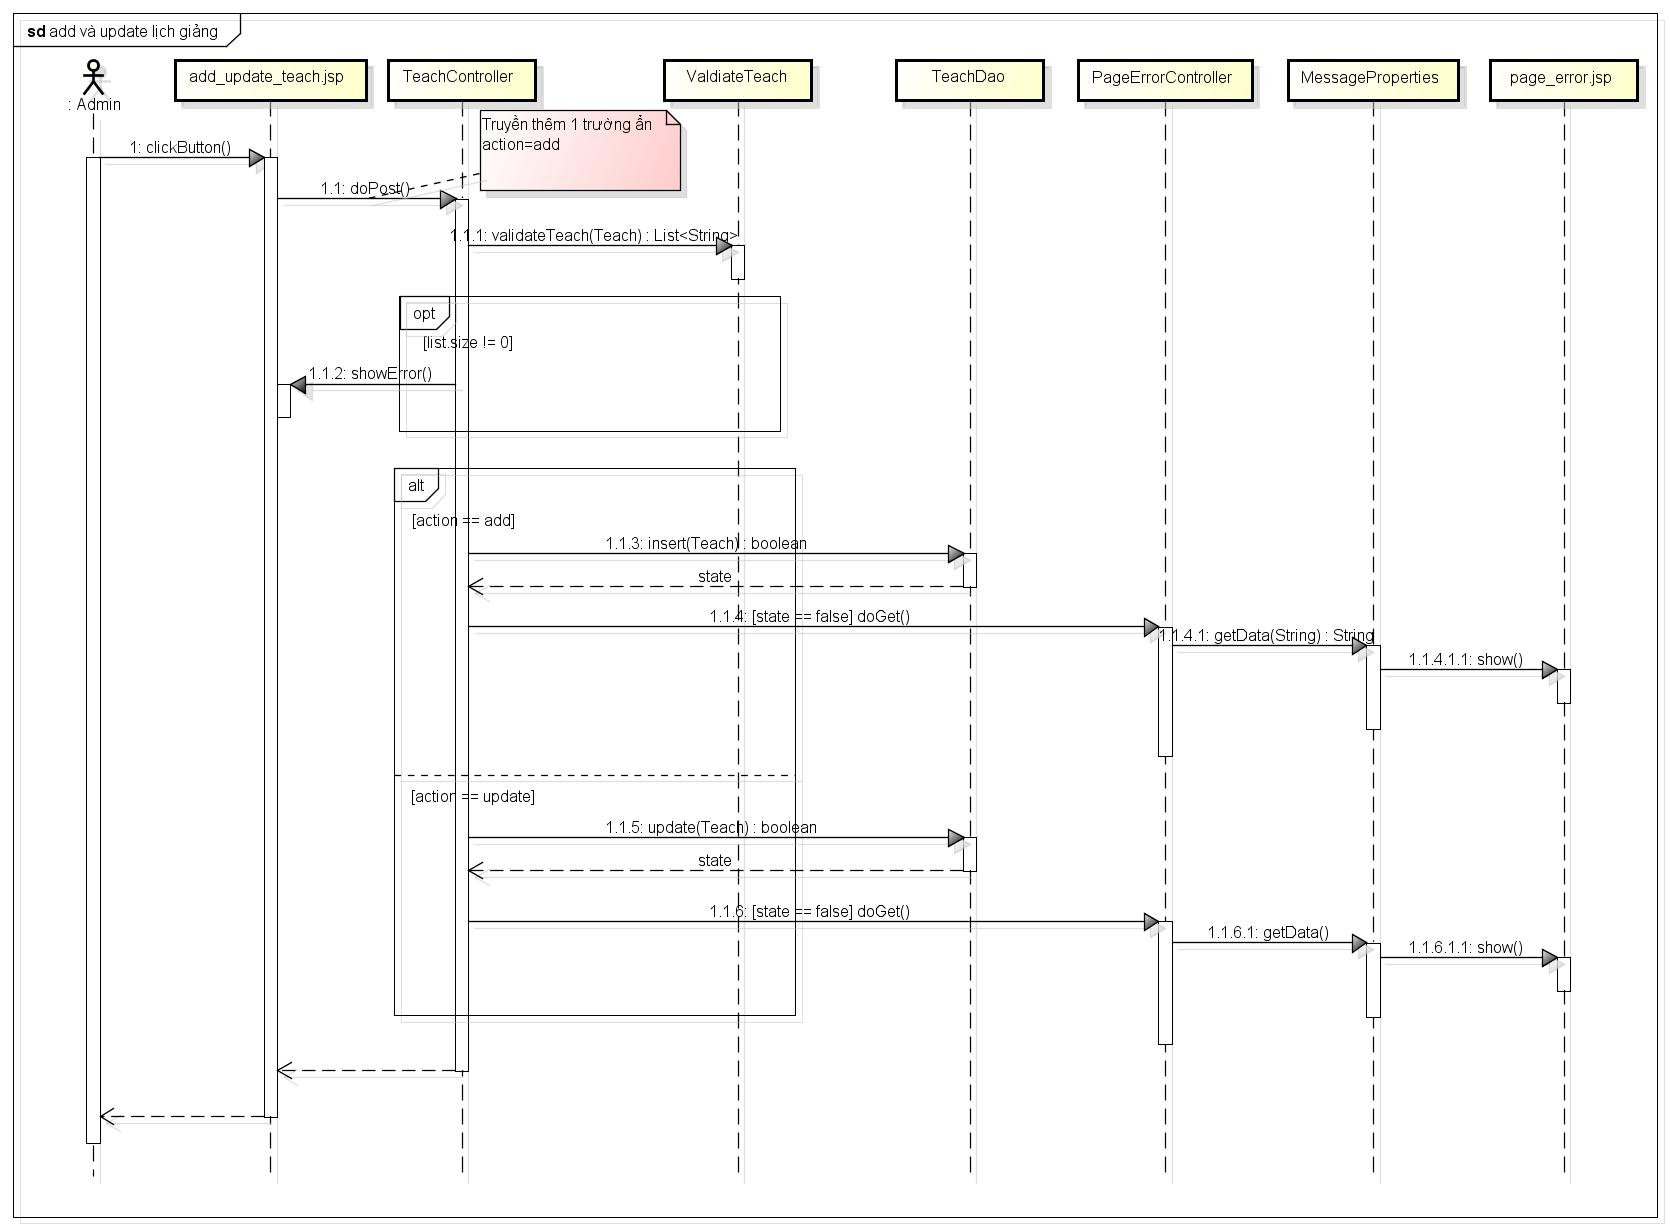 sd add và update lịch giảng
: Admin
add_update_teach.jsp
TeachController
ValdiateTeach
TeachDao
PageErrorController
MessageProperties
page_error.jsp
Truyền thêm 1 trường ẩn
action=add
1: clickButton()
1.1: doPost()
1.1.1: validateTeach(Teach) : List<String>
opt
[list.size != 0]
1.1.2: showError()
alt
[action == add]
1.1.3: insert(Teach) : boolean
state
1.1.4: [state == false] doGet()
1.1.4.1: getData(String) : String
1.1.4.1.1: show()
[action == update]
1.1.5: update(Teach) : boolean
state
1.1.6: [state == false] doGet()
1.1.6.1: getData()
1.1.6.1.1: show()